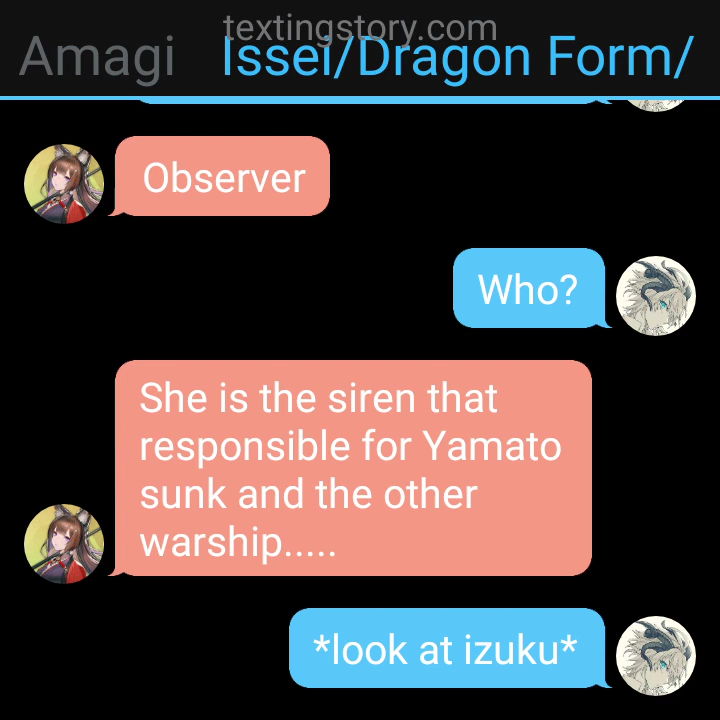 textingstory.com
Amagi Issei/Dragon Form/
Observer
Who?
She is the siren that
responsible for Yamato
sunk and the other
warship.....
*look at izuku*